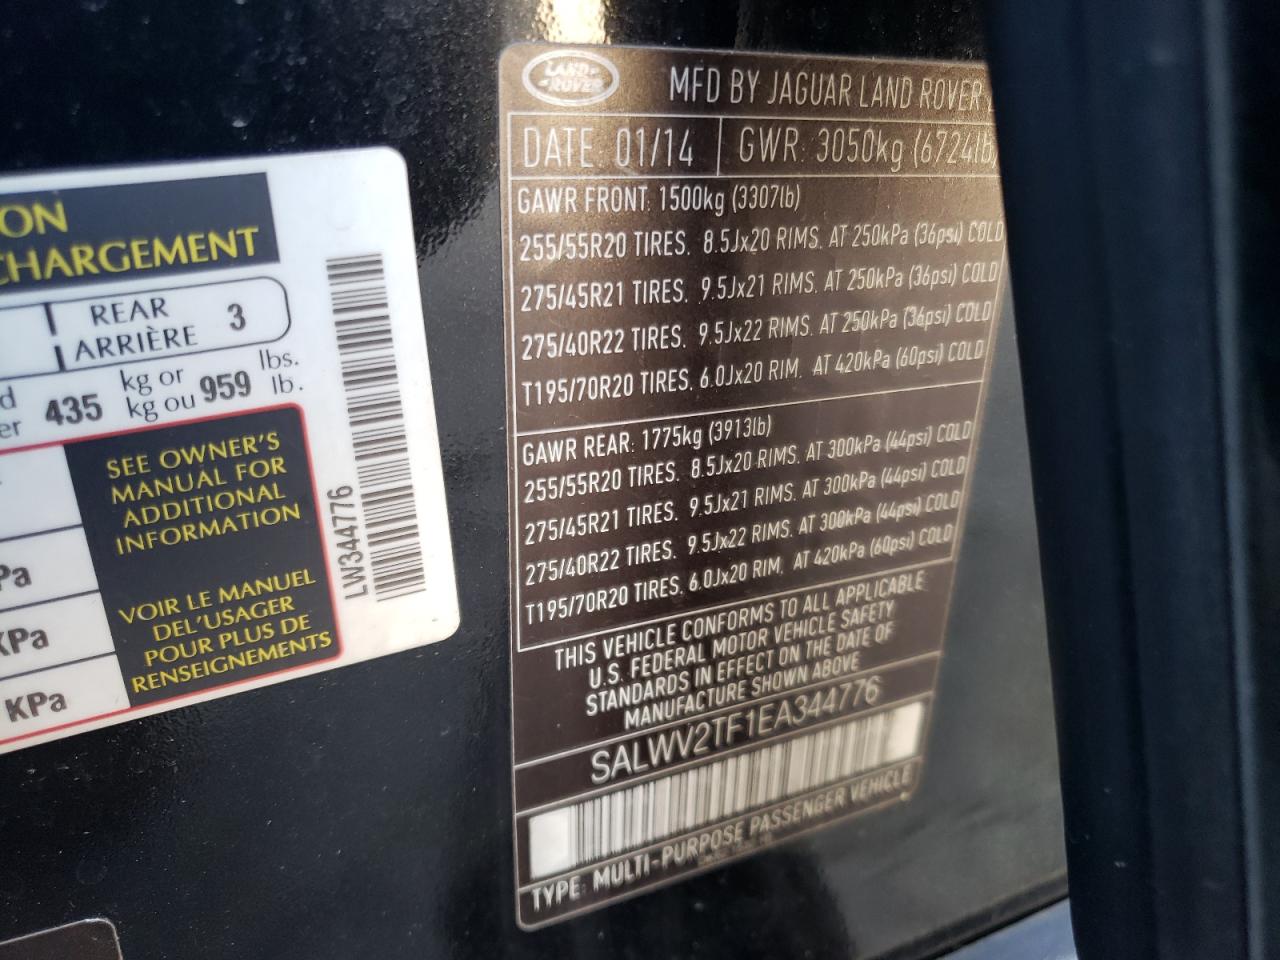 ON
CHARGEMENT
REAR
ARRIÈRE 3
435 kg or 959 lbs.
er kg ou lb.
SEE OWNER'S
MANUAL FOR
ADDITIONAL
INFORMATION
VOIR LE MANUEL
DEL'USAGER
POUR PLUS DE
RENSEIGNEMENTS
Pa
KPa
KPa
LW344776
LAND-
-ROVER
MFD BY JAGUAR LAND ROVER
DATE: 01/14 GWR: 3050kg (6724lb)
GAWR FRONT: 1500kg (3307lb)
255/55R20 TIRES. 8.5Jx20 RIMS. AT 250kPa (36psi) COLD
275/45R21 TIRES. 9.5Jx21 RIMS. AT 250kPa (36psi) COLD
275/40R22 TIRES. 9.5Jx22 RIMS. AT 250kPa (36psi) COLD
T195/70R20 TIRES. 6.0Jx20 RIM. AT 420kPa (60psi) COLD
GAWR REAR: 1775kg (3913lb)
255/55R20 TIRES. 8.5Jx20 RIMS. AT 300kPa (44psi) COLD
275/45R21 TIRES. 9.5Jx21 RIMS. AT 300kPa (44psi) COLD
275/40R22 TIRES. 9.5Jx22 RIMS. AT 300kPa (44psi) COLD
T195/70R20 TIRES. 6.0Jx20 RIM. AT 420kPa (60psi) COLD
THIS VEHICLE CONFORMS TO ALL APPLICABLE
U.S. FEDERAL MOTOR VEHICLE SAFETY
STANDARDS IN EFFECT ON THE DATE OF
MANUFACTURE SHOWN ABOVE
SALWV2TF1EA344776
TYPE: MULTI-PURPOSE PASSENGER VEHICLE